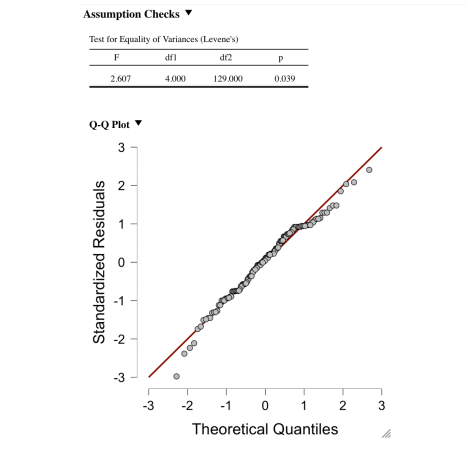 Assumption Checks ▼
Test for Equality of Variances (Levene's)
F df1 df2 p
2.607 4.000 129.000 0.039
Q-Q Plot ▼
3
2
1
0
-1
-2
-3
Standardized Residuals
-3 -2 -1 0 1 2 3
Theoretical Quantiles